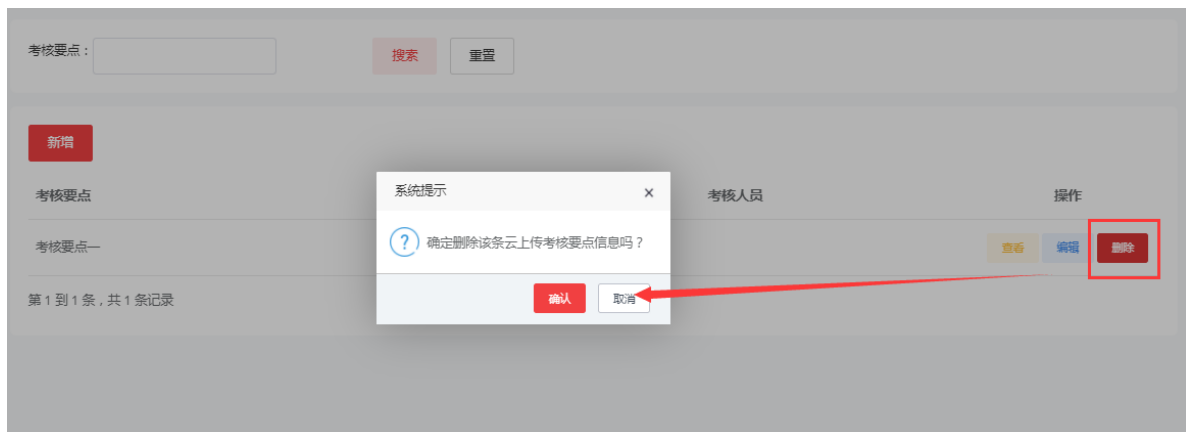 考核要点：
搜索
重置
新增
考核要点
考核人员
操作
考核要点一
查看
编辑
删除
第 1 到 1 条，共 1 条记录
系统提示
×
?
确定删除该条云上传考核要点信息吗？
确认
取消